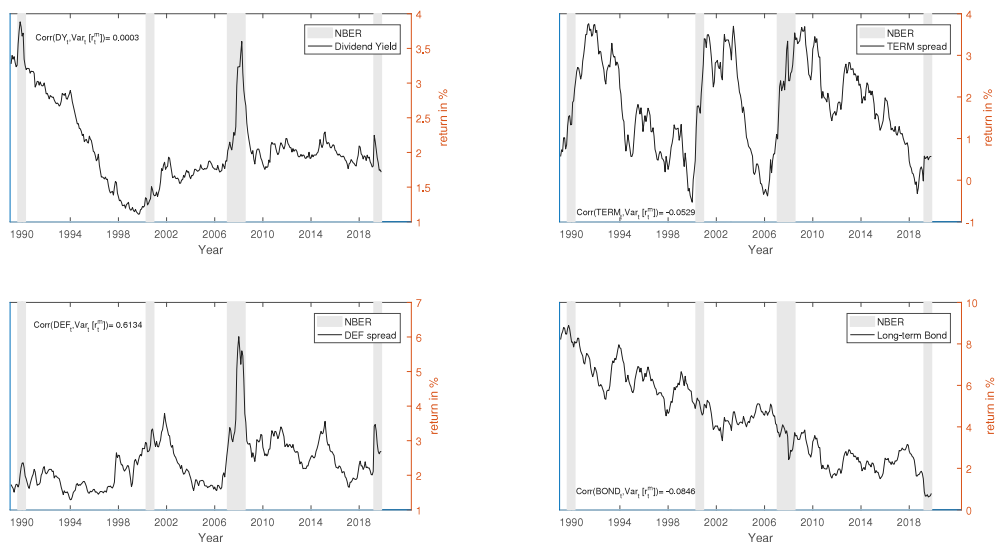 Corr(DY_t,Var_t [r_t^m])= 0.0003
NBER
Dividend Yield
4
3.5
3
2.5
2
1.5
1
return in %
1990 1994 1998 2002 2006 2010 2014 2018
Year
NBER
TERM spread
Corr(TERM_t,Var_t [r_t^m])= -0.0529
4
3
2
1
0
-1
return in %
1990 1994 1998 2002 2006 2010 2014 2018
Year
Corr(DEF_t,Var_t [r_t^m])= 0.6134
NBER
DEF spread
7
6
5
4
3
2
1
return in %
1990 1994 1998 2002 2006 2010 2014 2018
Year
NBER
Long-term Bond
Corr(BOND_t,Var_t [r_t^m])= -0.0846
10
8
6
4
2
0
return in %
1990 1994 1998 2002 2006 2010 2014 2018
Year